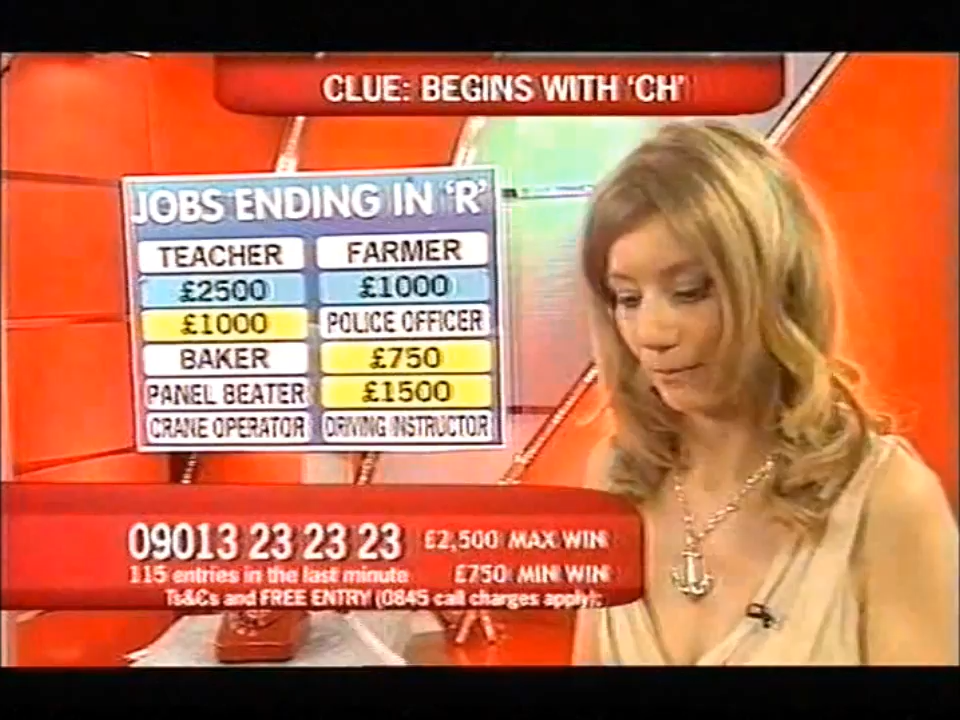 CLUE: BEGINS WITH 'CH'
JOBS ENDING IN 'R'
TEACHER FARMER
£2500 £1000
£1000 POLICE OFFICER
BAKER £750
PANEL BEATER £1500
CRANE OPERATOR DRIVING INSTRUCTOR
09013 23 23 23 £2,500 MAX WIN
115 entries in the last minute £750 MIN WIN
Ts&Cs and FREE ENTRY (0845 call charges apply):